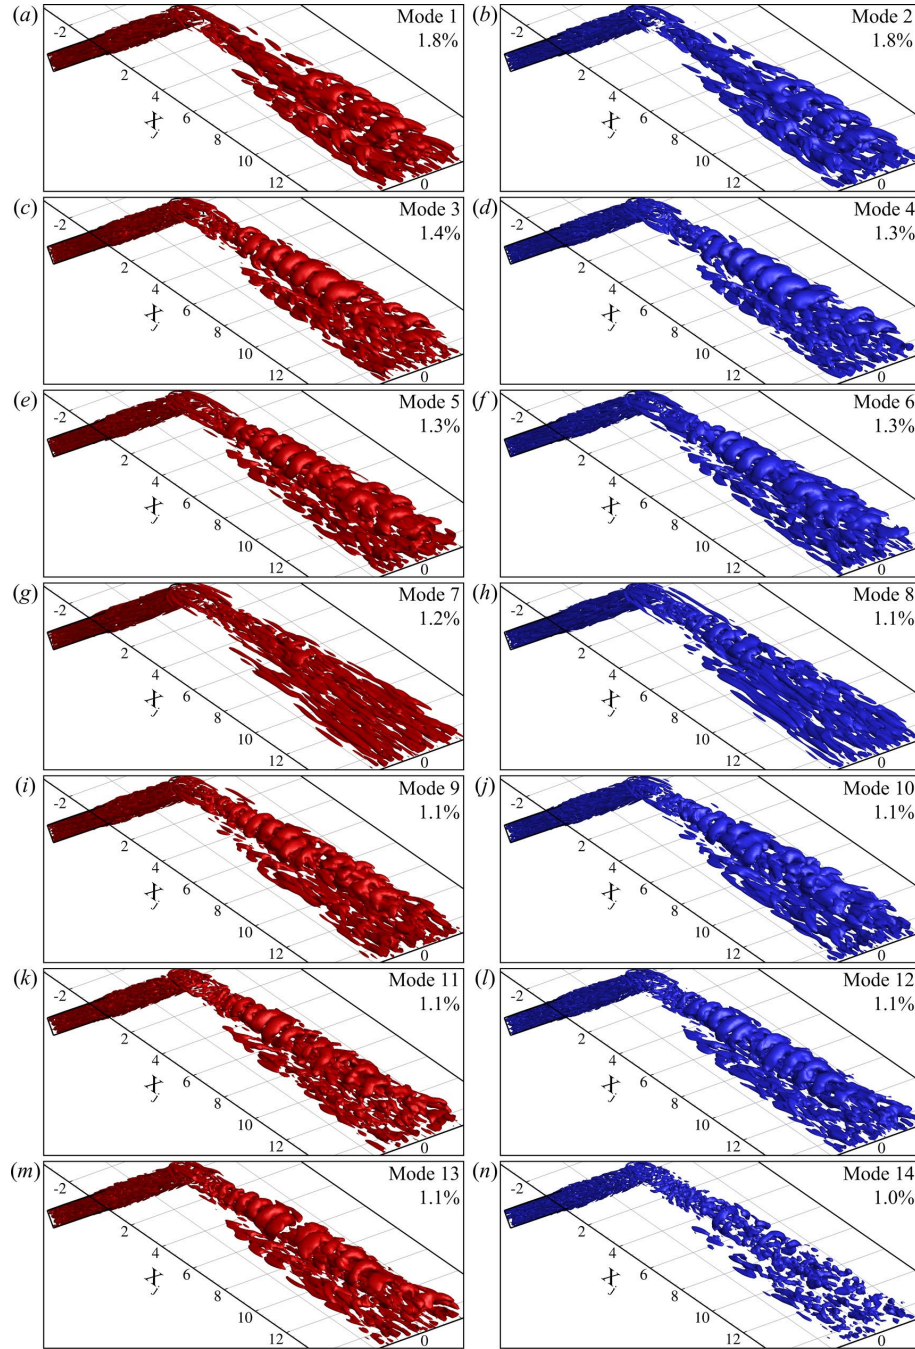 (a) Mode 1
1.8%
-2 2 4 6 8 10 12 0
X_j
(b) Mode 2
1.8%
-2 2 4 6 8 10 12 0
X_j
(c) Mode 3
1.4%
-2 2 4 6 8 10 12 0
X_j
(d) Mode 4
1.3%
-2 2 4 6 8 10 12 0
X_j
(e) Mode 5
1.3%
-2 2 4 6 8 10 12 0
X_j
(f) Mode 6
1.3%
-2 2 4 6 8 10 12 0
X_j
(g) Mode 7
1.2%
-2 2 4 6 8 10 12 0
X_j
(h) Mode 8
1.1%
-2 2 4 6 8 10 12 0
X_j
(i) Mode 9
1.1%
-2 2 4 6 8 10 12 0
X_j
(j) Mode 10
1.1%
-2 2 4 6 8 10 12 0
X_j
(k) Mode 11
1.1%
-2 2 4 6 8 10 12 0
X_j
(l) Mode 12
1.1%
-2 2 4 6 8 10 12 0
X_j
(m) Mode 13
1.1%
-2 2 4 6 8 10 12 0
X_j
(n) Mode 14
1.0%
-2 2 4 6 8 10 12 0
X_j